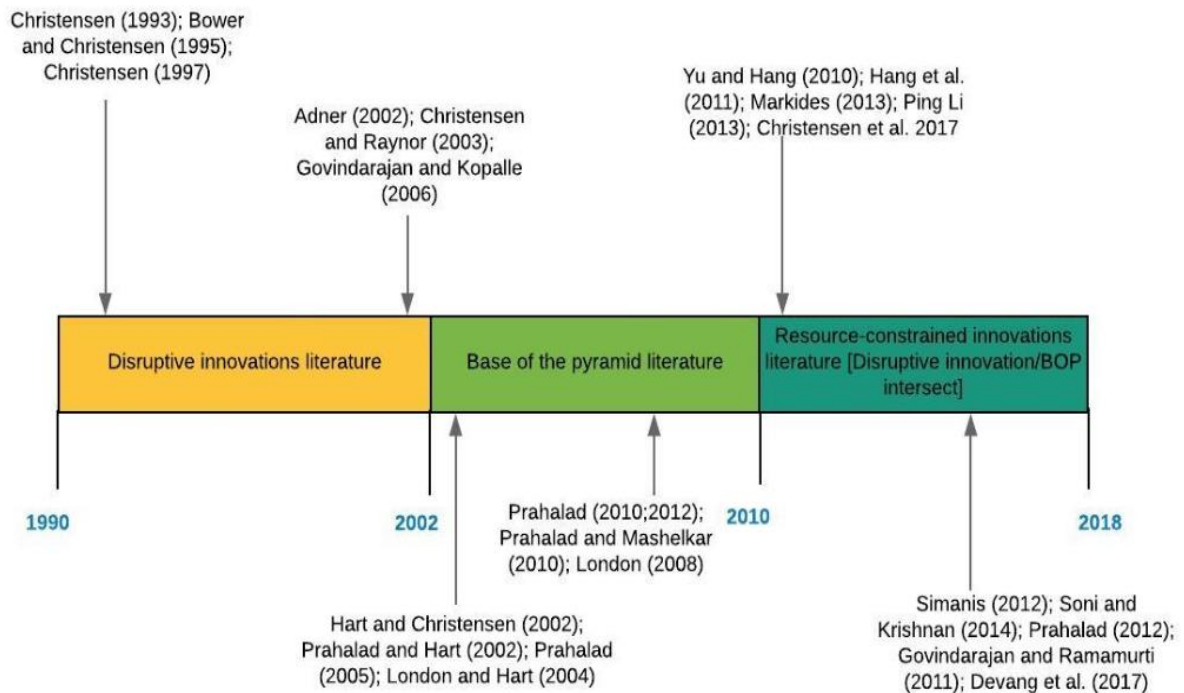 Christensen (1993); Bower
and Christensen (1995);
Christensen (1997)
Adner (2002); Christensen
and Raynor (2003);
Govindarajan and Kopalle
(2006)
Yu and Hang (2010); Hang et al.
(2011); Markides (2013); Ping Li
(2013); Christensen et al. 2017
Disruptive innovations literature
Base of the pyramid literature
Resource-constrained innovations
literature [Disruptive innovation/BOP
intersect]
1990
2002
2010
2018
Hart and Christensen (2002);
Prahalad and Hart (2002); Prahalad
(2005); London and Hart (2004)
Prahalad (2010;2012);
Prahalad and Mashelkar
(2010); London (2008)
Simanis (2012); Soni and
Krishnan (2014); Prahalad (2012);
Govindarajan and Ramamurti
(2011); Devang et al. (2017)